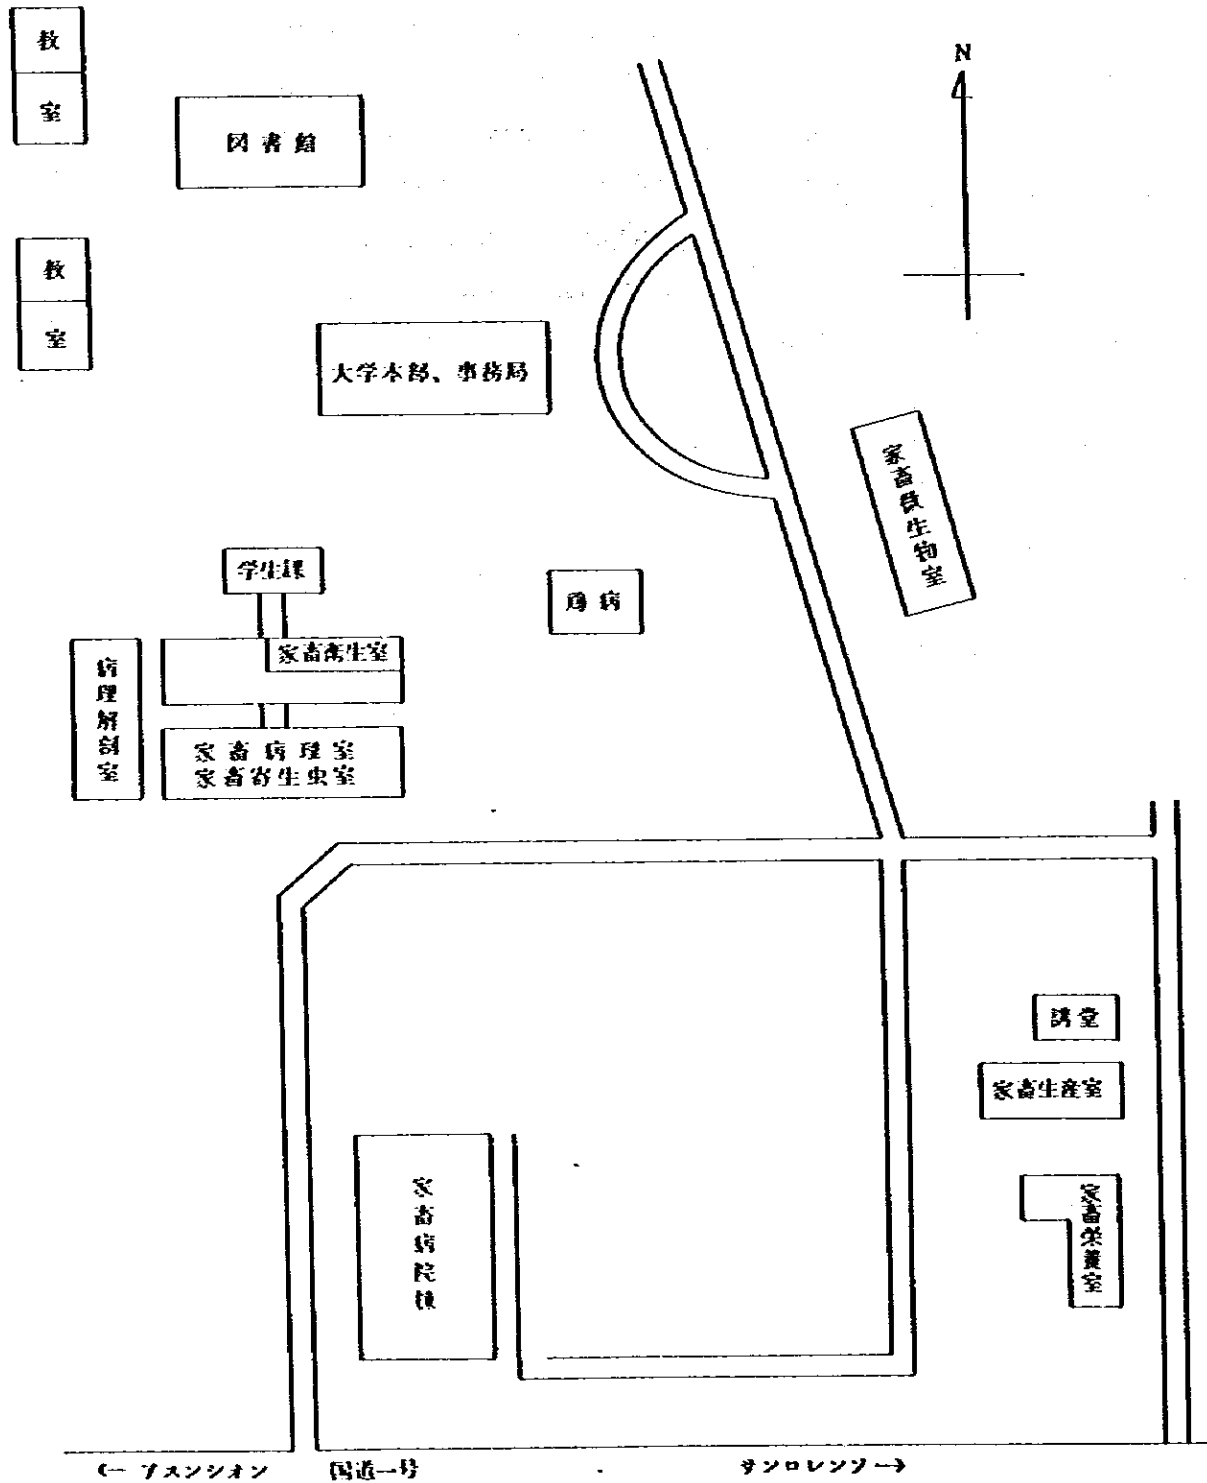 N
教室
図書館
教室
大学本部、事務局
家畜微生物室
学生課
鳥病
家畜衛生室
病理解剖室
家畜病理室
家畜寄生虫室
講堂
家畜生産室
家畜栄養室
家畜病院棟
(← アスンシオン 国道一号 サンロレンソ→)